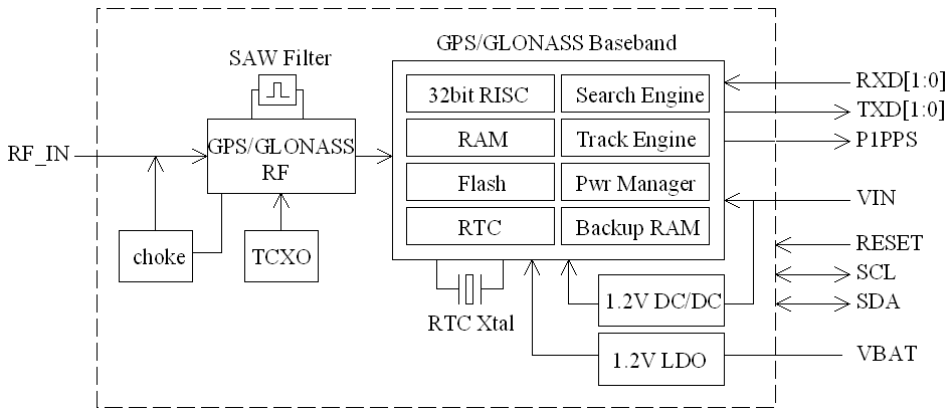 GPS/GLONASS Baseband
SAW Filter
RXD[1:0]
32bit RISC
Search Engine
TXD[1:0]
GPS/GLONASS
RF
RAM
Track Engine
P1PPS
RF_IN
Flash
Pwr Manager
VIN
RTC
Backup RAM
choke
TCXO
RESET
SCL
1.2V DC/DC
SDA
RTC Xtal
1.2V LDO
VBAT